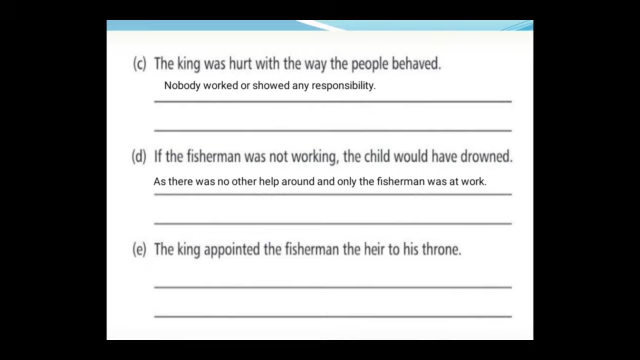 (c) The king was hurt with the way the people behaved.
Nobody worked or showed any responsibility.
(d) If the fisherman was not working, the child would have drowned.
As there was no other help around and only the fisherman was at work.
(e) The king appointed the fisherman the heir to his throne.